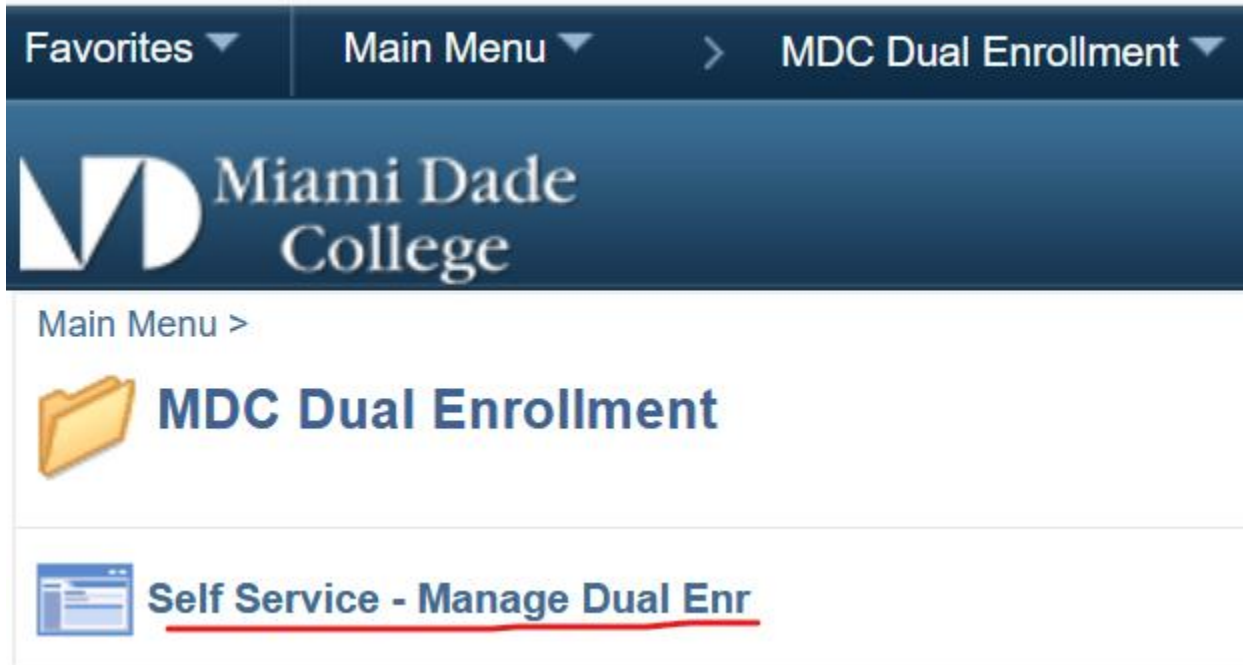 Favorites Main Menu > MDC Dual Enrollment
Miami Dade
College
Main Menu >
MDC Dual Enrollment
Self Service - Manage Dual Enr